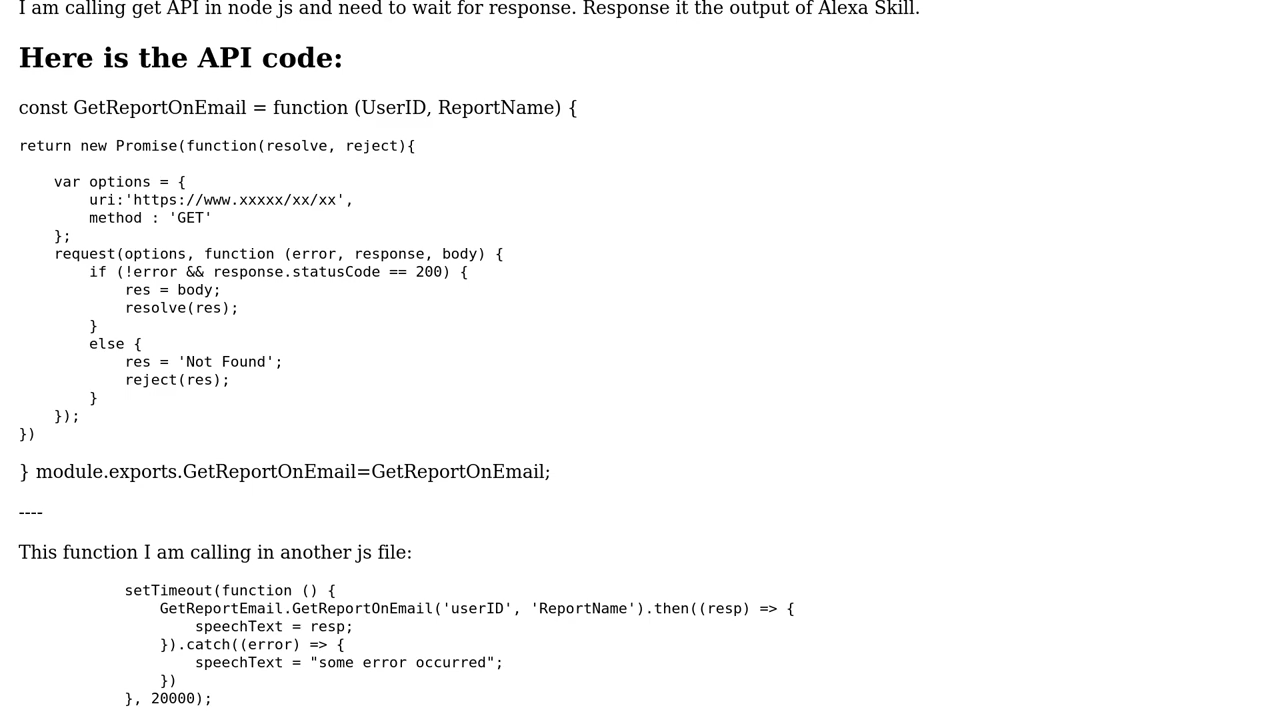 I am calling get API in node js and need to wait for response. Response it the output of Alexa Skill.
Here is the API code:
const GetReportOnEmail = function (UserID, ReportName) {
return new Promise(function(resolve, reject){
    var options = {
        uri:'https://www.xxxxx/xx/xx',
        method : 'GET'
    };
    request(options, function (error, response, body) {
        if (!error && response.statusCode == 200) {
            res = body;
            resolve(res);
        }
        else {
            res = 'Not Found';
            reject(res);
        }
    });
})
} module.exports.GetReportOnEmail=GetReportOnEmail;
----
This function I am calling in another js file:
            setTimeout(function () {
                GetReportEmail.GetReportOnEmail('userID', 'ReportName').then((resp) => {
                    speechText = resp;
                }).catch((error) => {
                    speechText = "some error occurred";
                })
            }, 20000);